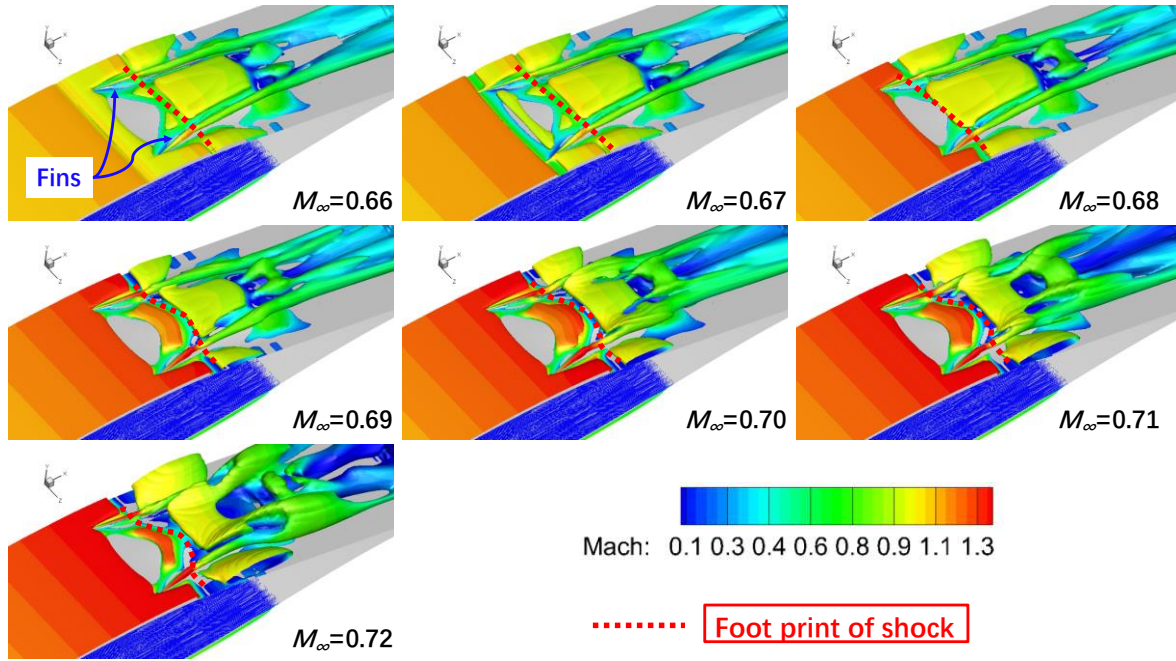 Fins
M∞=0.66
M∞=0.67
M∞=0.68
M∞=0.69
M∞=0.70
M∞=0.71
M∞=0.72
Mach: 0.1 0.3 0.4 0.6 0.8 0.9 1.1 1.3
Foot print of shock